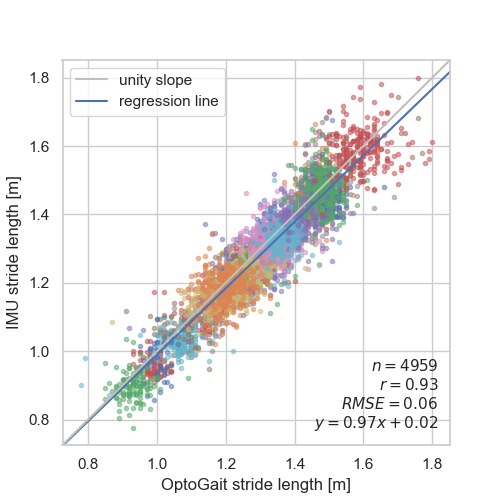 unity slope
regression line
1.8
1.6
1.4
1.2
1.0
0.8
IMU stride length [m]
n = 4959
r = 0.93
RMSE = 0.06
y = 0.97x + 0.02
0.8 1.0 1.2 1.4 1.6 1.8
OptoGait stride length [m]